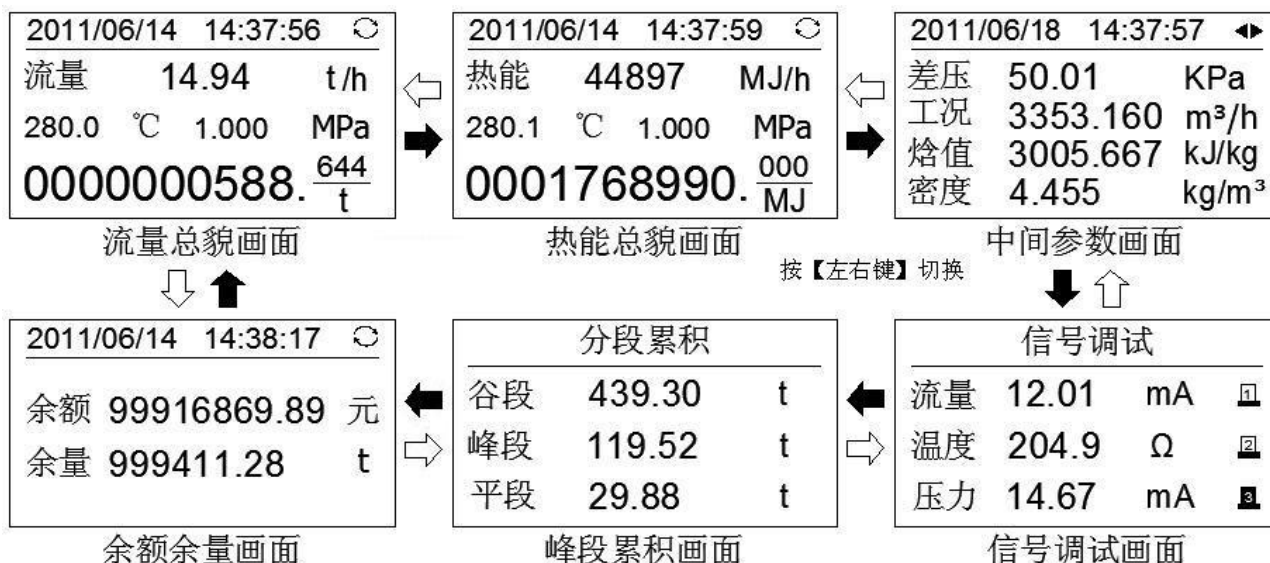 2011/06/14 14:37:56
流量 14.94 t/h
280.0 ℃ 1.000 MPa
0000000588. 644/t
流量总貌画面
2011/06/14 14:37:59
热能 44897 MJ/h
280.1 ℃ 1.000 MPa
0001768990. 000/MJ
热能总貌画面
2011/06/18 14:37:57
差压 50.01 KPa
工况 3353.160 m³/h
焓值 3005.667 kJ/kg
密度 4.455 kg/m³
中间参数画面
按【左右键】切换
2011/06/14 14:38:17
余额 99916869.89 元
余量 999411.28 t
余额余量画面
分段累积
谷段 439.30 t
峰段 119.52 t
平段 29.88 t
峰段累积画面
信号调试
流量 12.01 mA 1
温度 204.9 Ω 2
压力 14.67 mA 3
信号调试画面